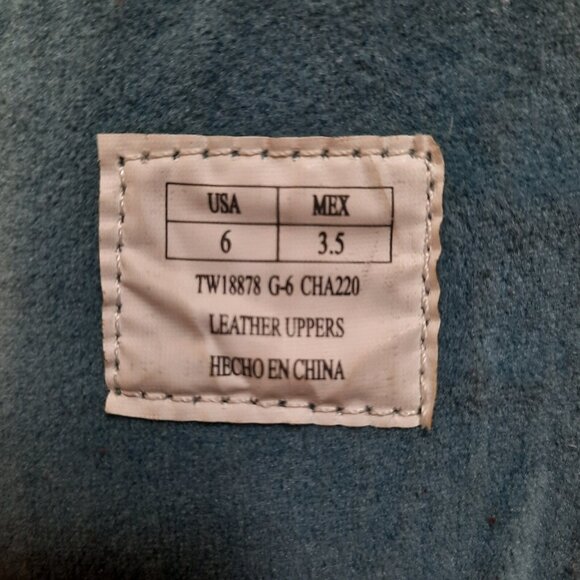 USA MEX
6 3.5
TW18878 G-6 CHA220
LEATHER UPPERS
HECHO EN CHINA